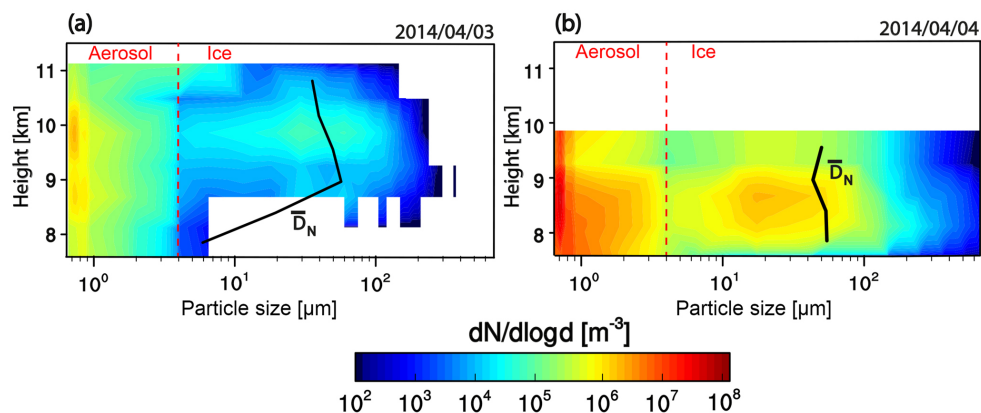 (a)
2014/04/03
Aerosol
Ice
11
10
9
8
Height [km]
D̅_N
10⁰
10¹
10²
Particle size [µm]
(b)
2014/04/04
Aerosol
Ice
11
10
9
8
Height [km]
D̅_N
10⁰
10¹
10²
Particle size [µm]
dN/dlogd [m⁻³]
10² 10³ 10⁴ 10⁵ 10⁶ 10⁷ 10⁸